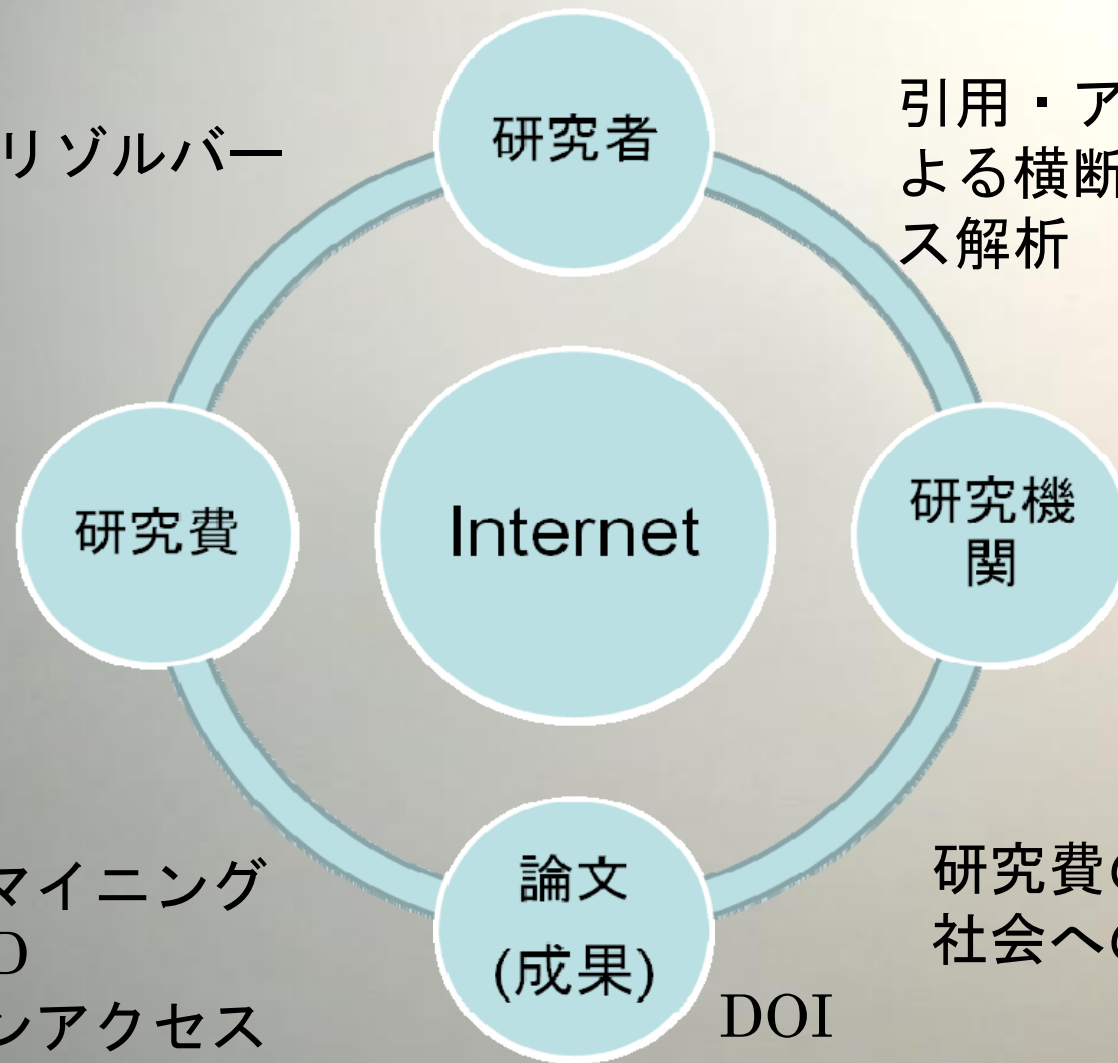 リゾルバー
研究者
引用・ア
よる横断
ス解析
研究費
Internet
研究機
関
マイニング
ンアクセス
論文
(成果)
DOI
研究費
社会へ